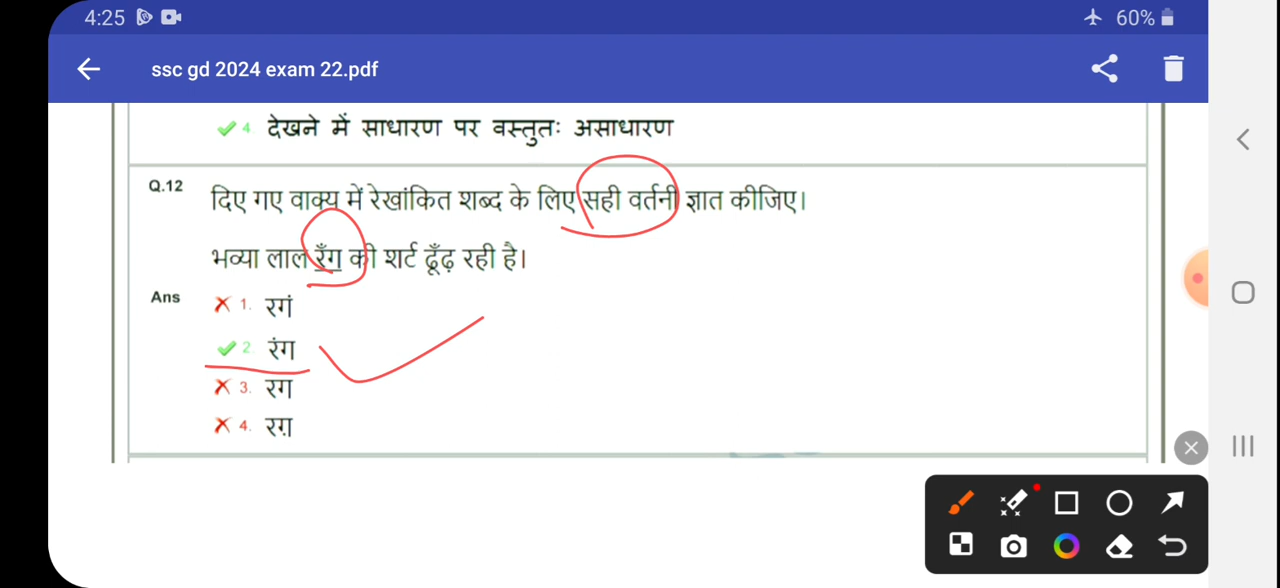 4:25
60%
ssc gd 2024 exam 22.pdf
4. देखने में साधारण पर वस्तुतः असाधारण
Q.12 दिए गए वाक्य में रेखांकित शब्द के लिए सही वर्तनी ज्ञात कीजिए।
भव्या लाल रँग की शर्ट ढूँढ़ रही है।
Ans 1. रगं
2. रंग
3. रग
4. रग़